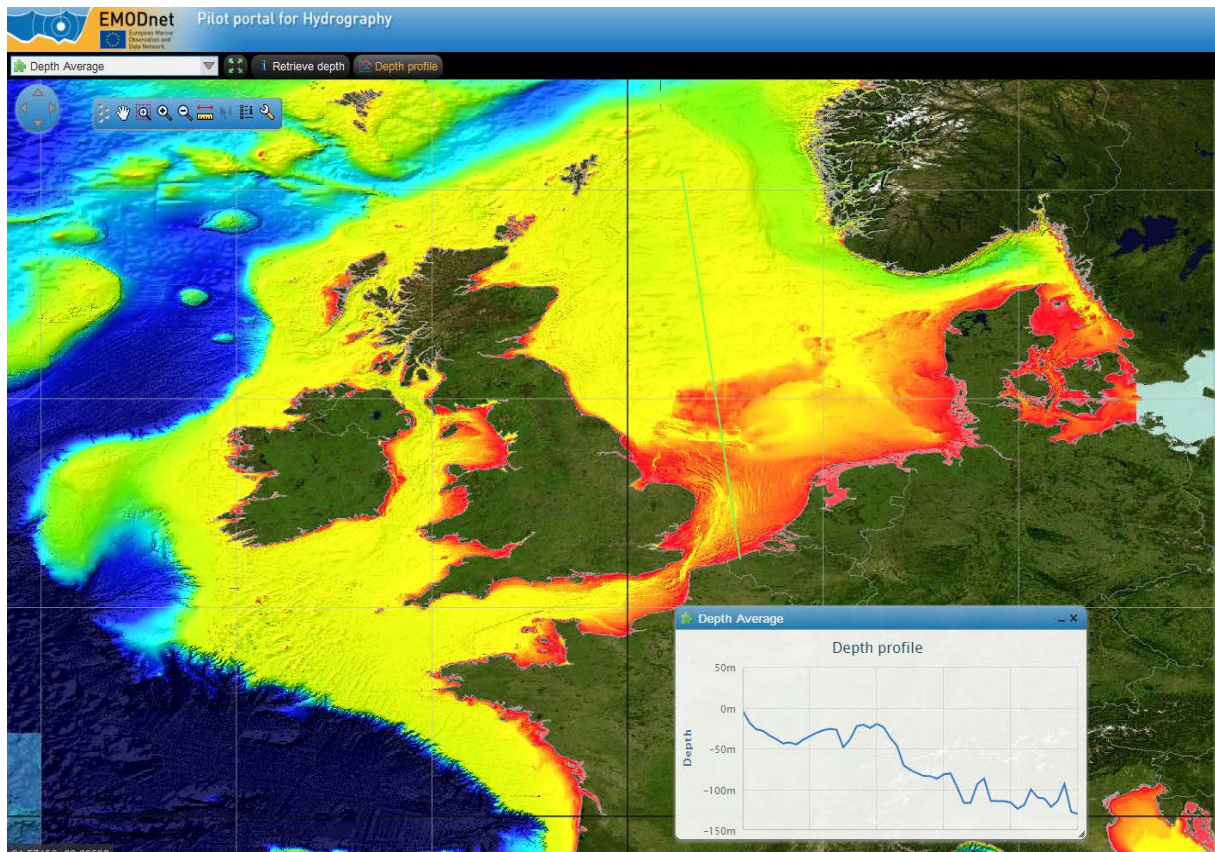 EMODnet
European Marine
Observation and
Data Network
Pilot portal for Hydrography
Depth Average
Retrieve depth
Depth profile
Depth Average
Depth profile
50m
0m
−50m
−100m
−150m
Depth